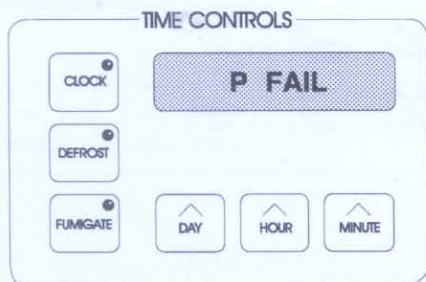 TIME CONTROLS
CLOCK
P FAIL
DEFROST
FUMIGATE
DAY
HOUR
MINUTE